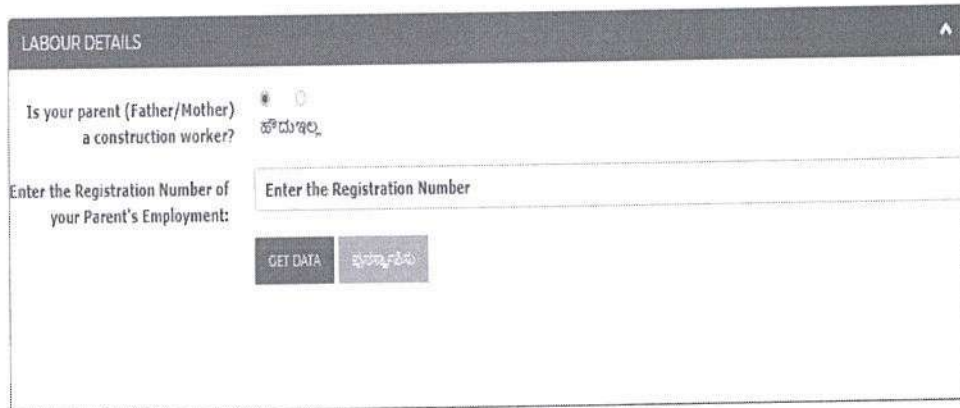 LABOUR DETAILS
Is your parent (Father/Mother)
a construction worker?
ಹೌದುಇಲ್ಲ
Enter the Registration Number of
your Parent's Employment:
Enter the Registration Number
GET DATA
ಪುನರ್ಸ್ಥಾಪಿಸು